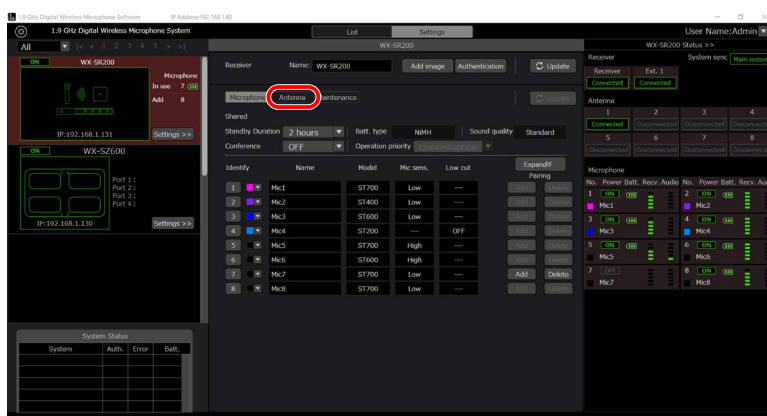 1.9 GHz Digital Wireless Microphone Software IP Address:192.168.1.80
1.9 GHz Digital Wireless Microphone System
List Settings
User Name:Admin
All |< < 1 2 3 4 5 > >|
WX-SR200
WX-SR200 Status >>
ON WX-SR200
Microphone
In use 7
Add 8
IP:192.168.1.131 Settings >>
ON WX-SZ600
Port 1 :
Port 2 :
Port 3 :
Port 4 :
IP:192.168.1.130 Settings >>
System Status
System Auth. Error Batt.
Receiver Name: WX-SR200 Add image Authentication Update
Microphone Antenna Maintenance Update
Shared
Standby Duration 2 hours Batt. type NiMH Sound quality Standard
Conference OFF Operation priority Uninterruptible
Identify Name Model Mic sens. Low cut Expand
Pairing
1 Mic1 ST700 Low --- Add Delete
2 Mic2 ST400 Low --- Add Delete
3 Mic3 ST600 Low --- Add Delete
4 Mic4 ST200 --- OFF Add Delete
5 Mic5 ST700 High --- Add Delete
6 Mic6 ST600 High --- Add Delete
7 Mic7 ST700 Low --- Add Delete
8 Mic8 ST700 Low --- Add Delete
Receiver System sync Main system
Receiver Ext. 1
Connected Connected
Antenna
1 2 3 4
Connected Disconnected Disconnected Disconnected
5 6 7 8
Disconnected Disconnected Disconnected Disconnected
Microphone
No. Power Batt. Recv. Audio No. Power Batt. Recv. Au
1 ON 2 ON
Mic1 Mic2
3 ON 4 ON
Mic3 Mic4
5 ON 6 ON
Mic5 Mic6
7 OFF 8 ON
Mic7 Mic8